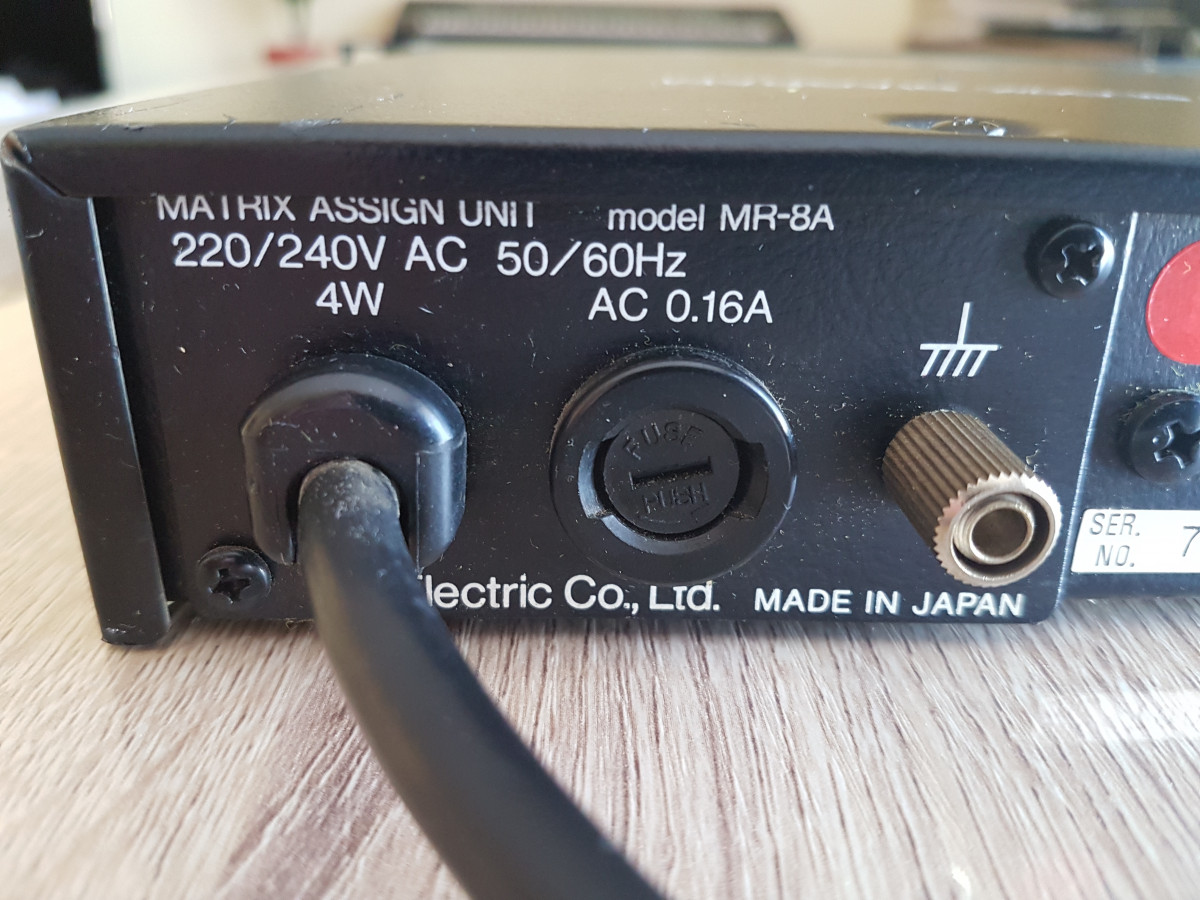 MATRIX ASSIGN UNIT model MR-8A
220/240V AC 50/60Hz
4W AC 0.16A
FUSE
PUSH
lectric Co., Ltd. MADE IN JAPAN
SER.
NO. 7